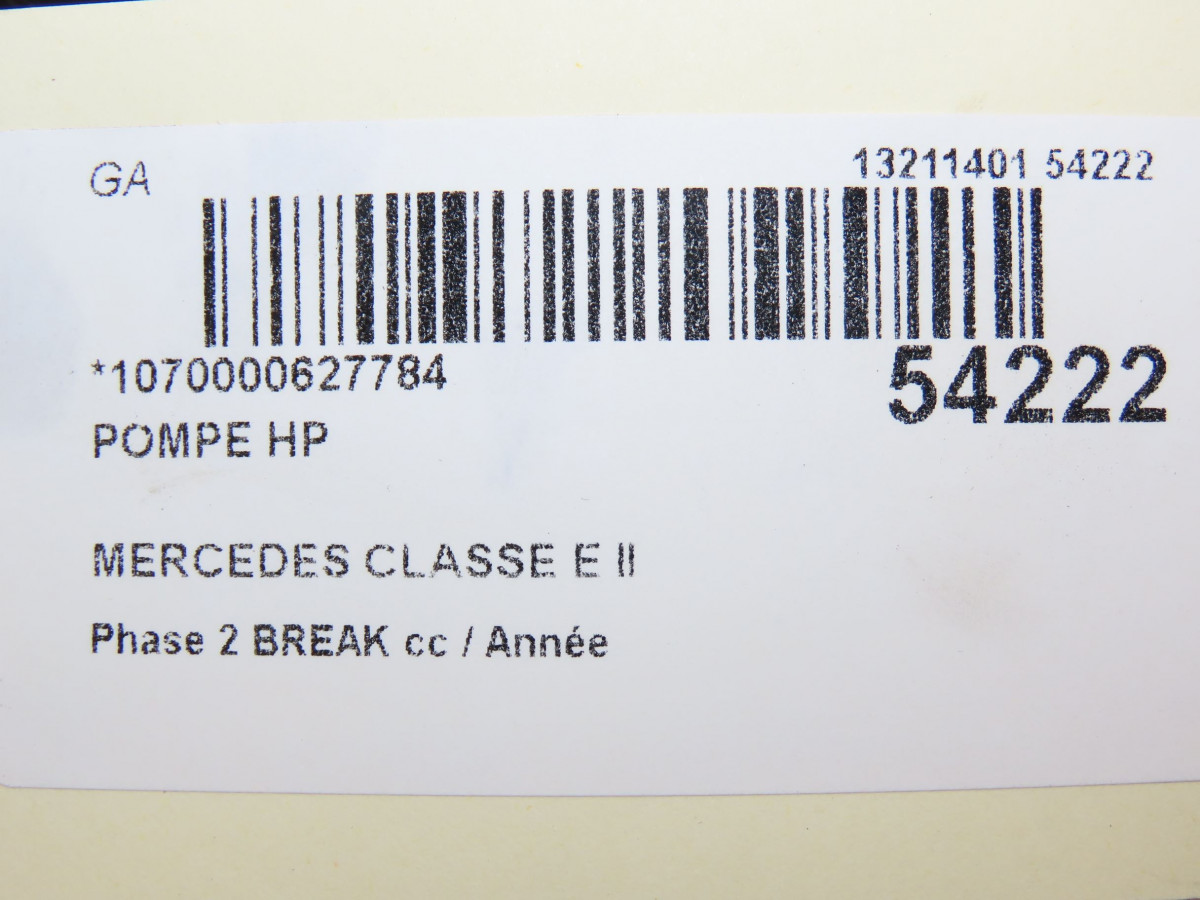 GA
13211401 54222
*1070000627784
54222
POMPE HP
MERCEDES CLASSE E II
Phase 2 BREAK cc / Année